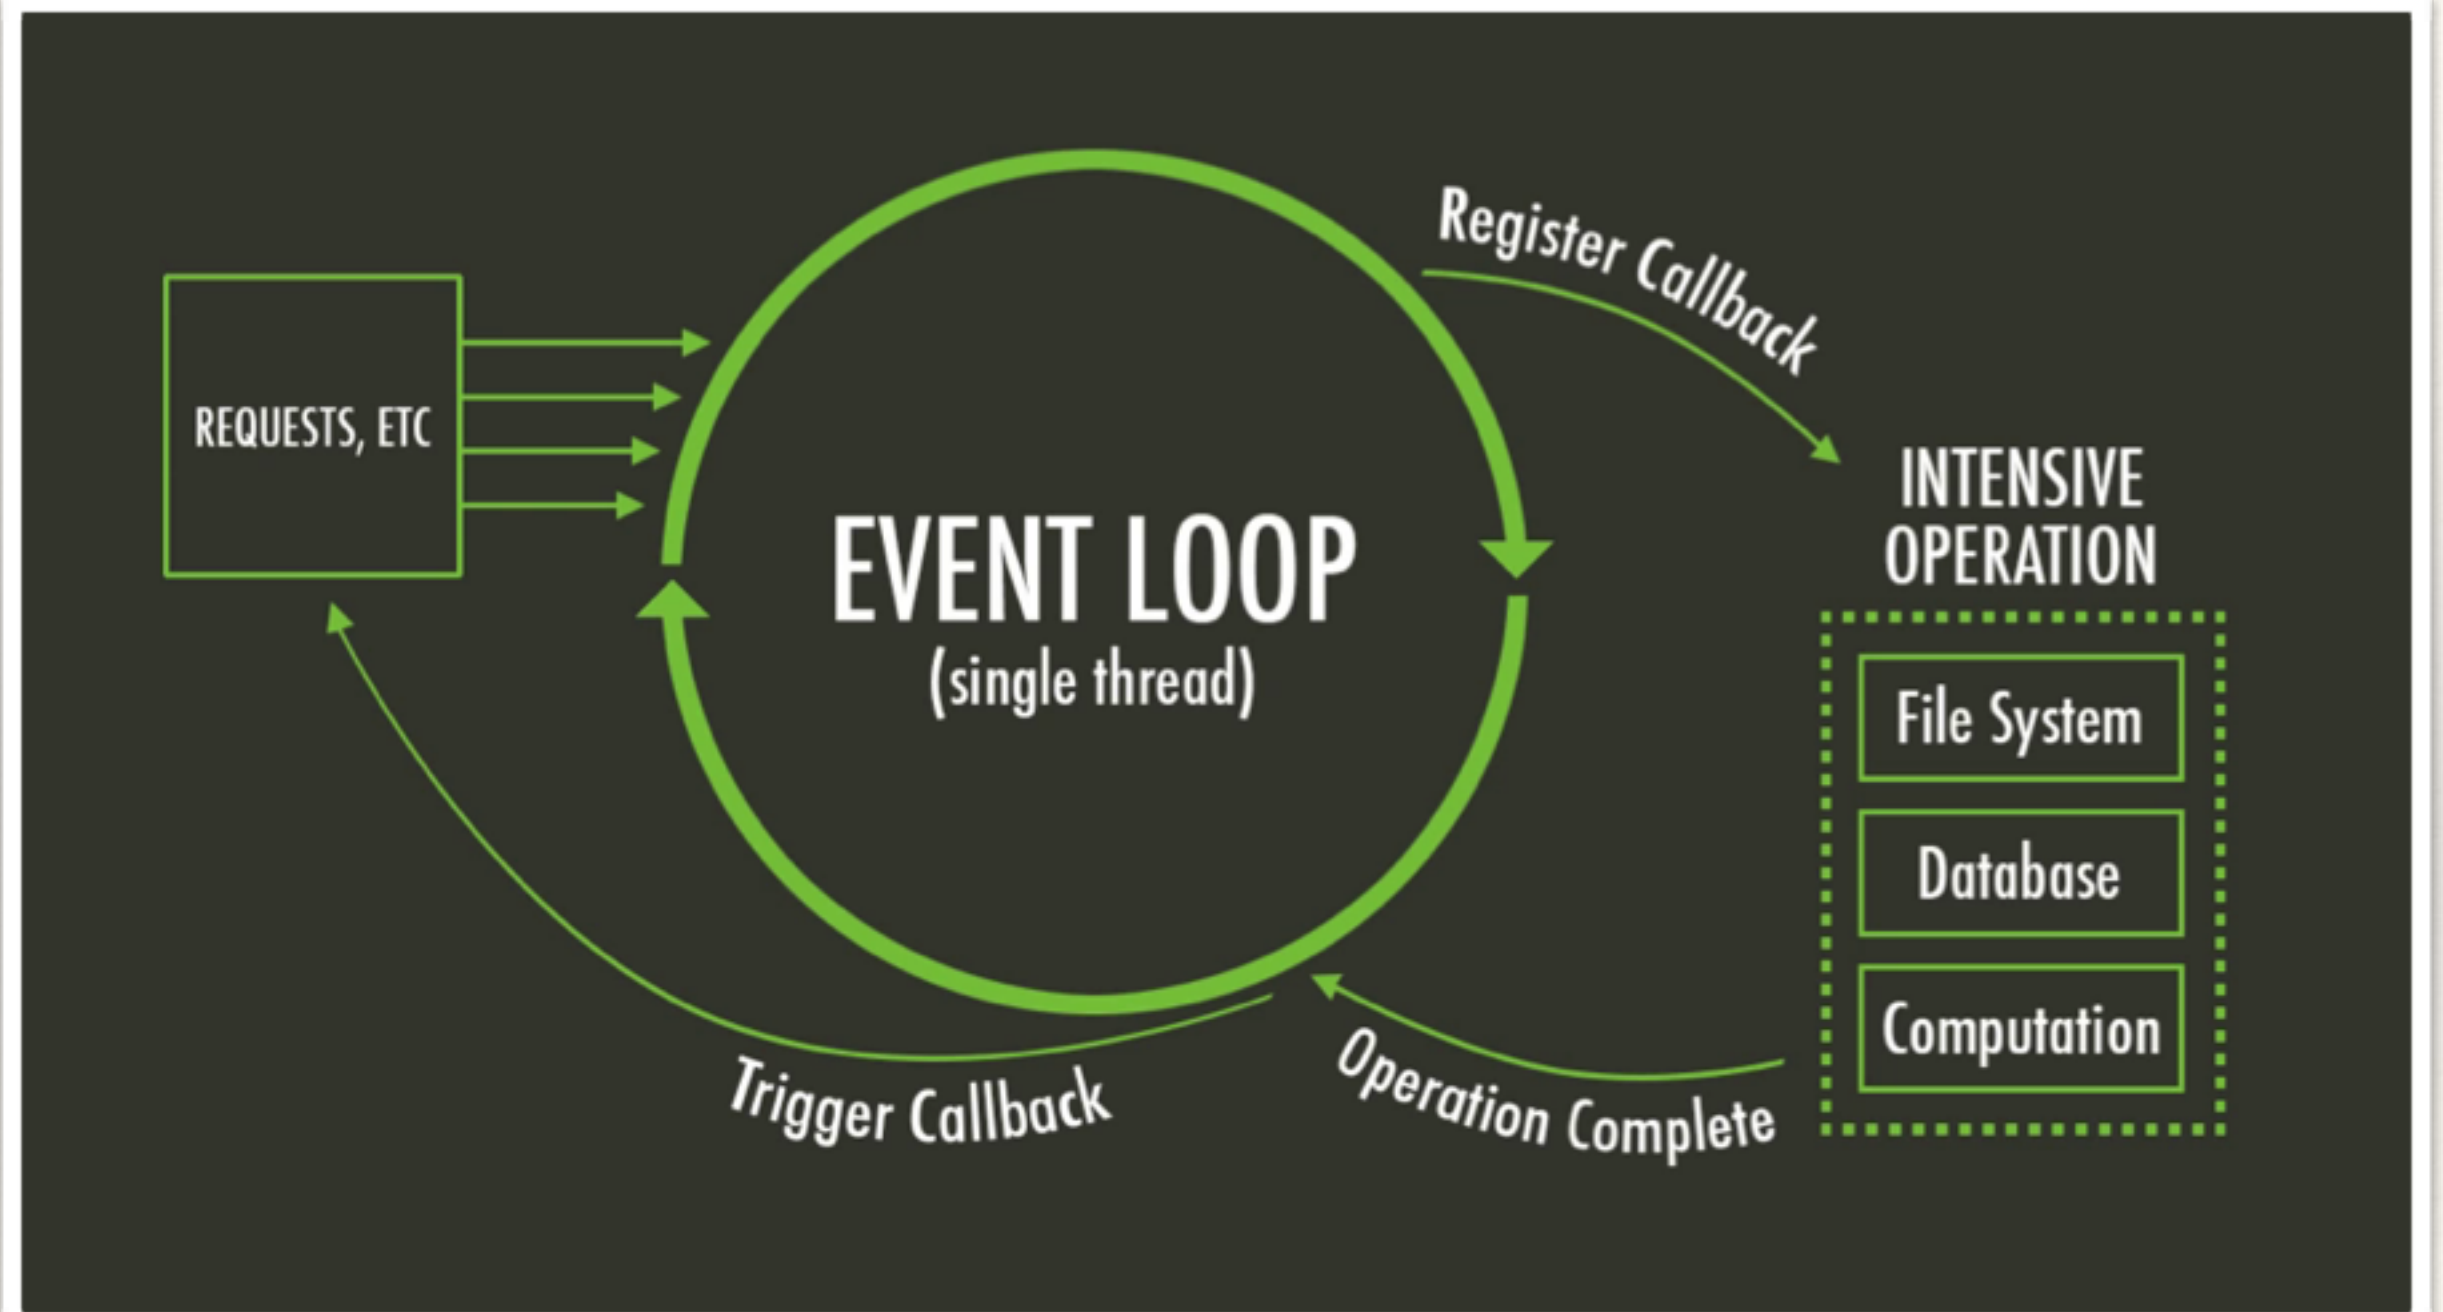 REQUESTS, ETC
EVENT LOOP
(single thread)
Register Callback
INTENSIVE
OPERATION
File System
Database
Computation
Operation Complete
Trigger Callback